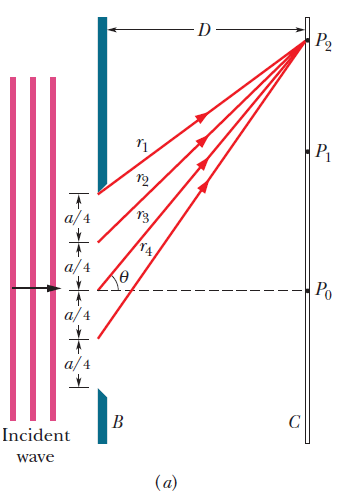 D
P₂
r₁
r₂
P₁
a/4
r₃
r₄
a/4
θ
P₀
a/4
a/4
B
C
Incident
wave
(a)